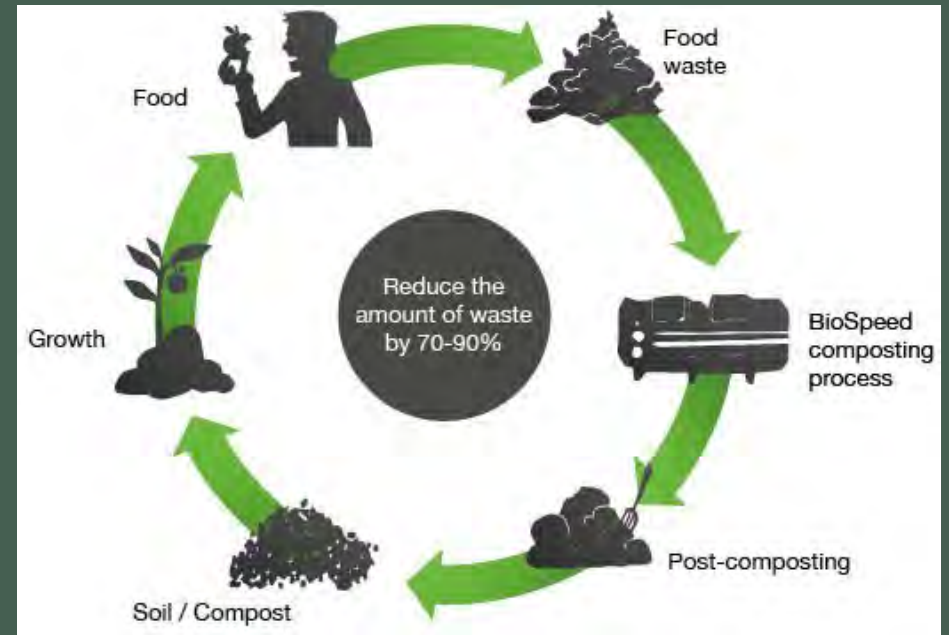 Food
Food
waste
BioSpeed
composting
process
Post-composting
Soil / Compost
Growth
Reduce the
amount of waste
by 70-90%